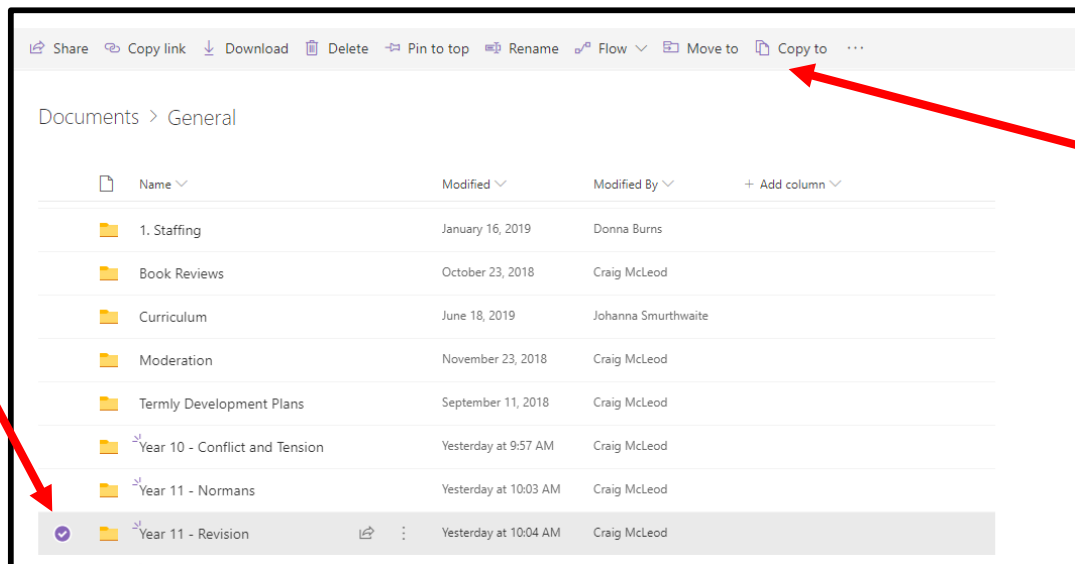 Share Copy link Download Delete Pin to top Rename Flow Move to Copy to ...
Documents > General
Name Modified Modified By + Add column
1. Staffing January 16, 2019 Donna Burns
Book Reviews October 23, 2018 Craig McLeod
Curriculum June 18, 2019 Johanna Smurthwaite
Moderation November 23, 2018 Craig McLeod
Termly Development Plans September 11, 2018 Craig McLeod
Year 10 - Conflict and Tension Yesterday at 9:57 AM Craig McLeod
Year 11 - Normans Yesterday at 10:03 AM Craig McLeod
Year 11 - Revision Yesterday at 10:04 AM Craig McLeod